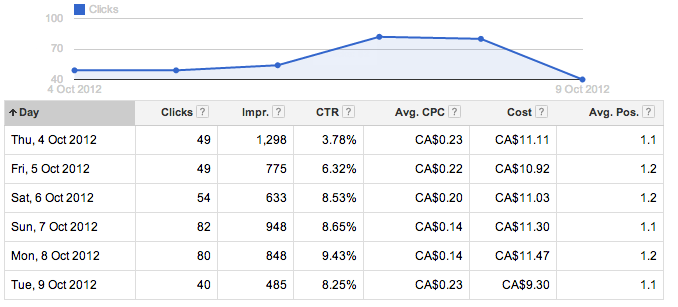 Clicks
100
70
40
4 Oct 2012 9 Oct 2012
↑ Day Clicks ? Impr. ? CTR ? Avg. CPC ? Cost ? Avg. Pos. ?
Thu, 4 Oct 2012 49 1,298 3.78% CA$0.23 CA$11.11 1.1
Fri, 5 Oct 2012 49 775 6.32% CA$0.22 CA$10.92 1.2
Sat, 6 Oct 2012 54 633 8.53% CA$0.20 CA$11.03 1.2
Sun, 7 Oct 2012 82 948 8.65% CA$0.14 CA$11.30 1.1
Mon, 8 Oct 2012 80 848 9.43% CA$0.14 CA$11.47 1.2
Tue, 9 Oct 2012 40 485 8.25% CA$0.23 CA$9.30 1.1